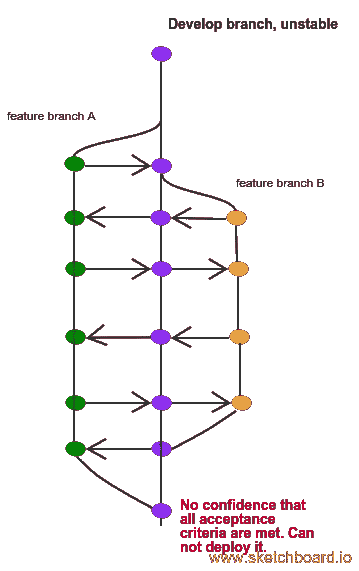 Develop branch, unstable
feature branch A
feature branch B
No confidence that
all acceptance
criteria are met. Can
not deploy it.
www.sketchboard.io